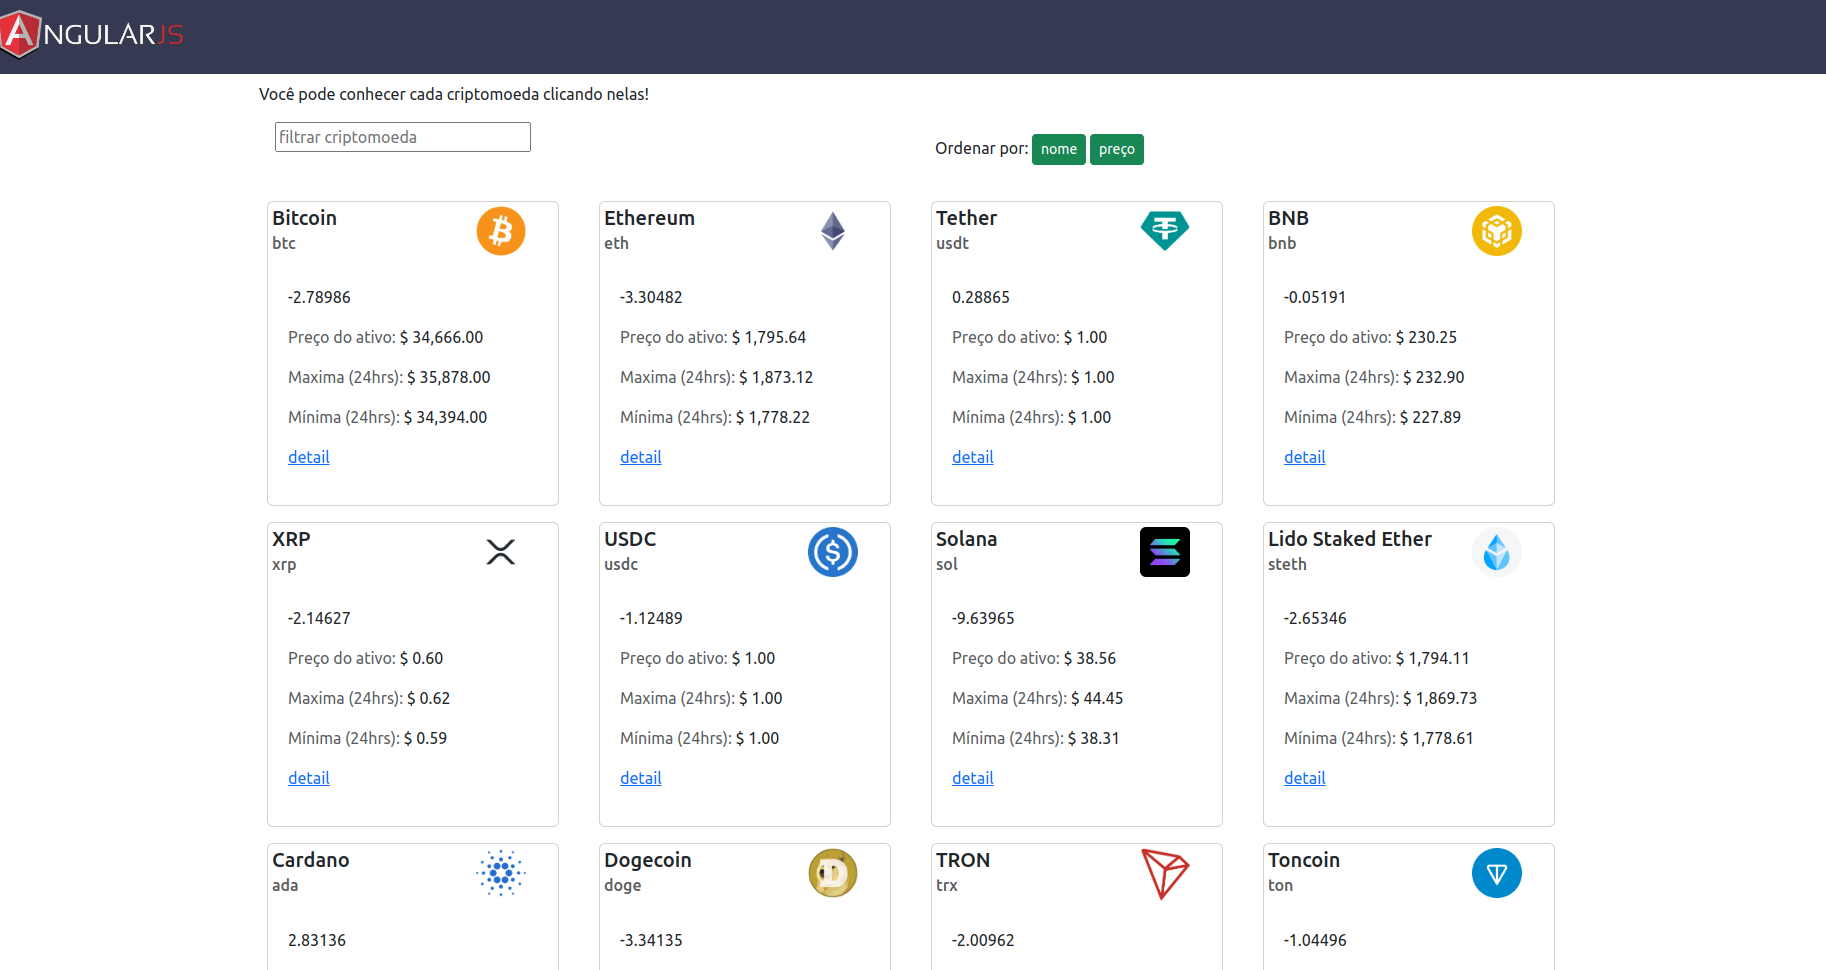 ANGULARJS
Você pode conhecer cada criptomoeda clicando nelas!
filtrar criptomoeda
Ordenar por: nome preço
Bitcoin
btc
-2.78986
Preço do ativo: $ 34,666.00
Maxima (24hrs): $ 35,878.00
Mínima (24hrs): $ 34,394.00
detail
Ethereum
eth
-3.30482
Preço do ativo: $ 1,795.64
Maxima (24hrs): $ 1,873.12
Mínima (24hrs): $ 1,778.22
detail
Tether
usdt
0.28865
Preço do ativo: $ 1.00
Maxima (24hrs): $ 1.00
Mínima (24hrs): $ 1.00
detail
BNB
bnb
-0.05191
Preço do ativo: $ 230.25
Maxima (24hrs): $ 232.90
Mínima (24hrs): $ 227.89
detail
XRP
xrp
-2.14627
Preço do ativo: $ 0.60
Maxima (24hrs): $ 0.62
Mínima (24hrs): $ 0.59
detail
USDC
usdc
-1.12489
Preço do ativo: $ 1.00
Maxima (24hrs): $ 1.00
Mínima (24hrs): $ 1.00
detail
Solana
sol
-9.63965
Preço do ativo: $ 38.56
Maxima (24hrs): $ 44.45
Mínima (24hrs): $ 38.31
detail
Lido Staked Ether
steth
-2.65346
Preço do ativo: $ 1,794.11
Maxima (24hrs): $ 1,869.73
Mínima (24hrs): $ 1,778.61
detail
Cardano
ada
2.83136
Dogecoin
doge
-3.34135
TRON
trx
-2.00962
Toncoin
ton
-1.04496